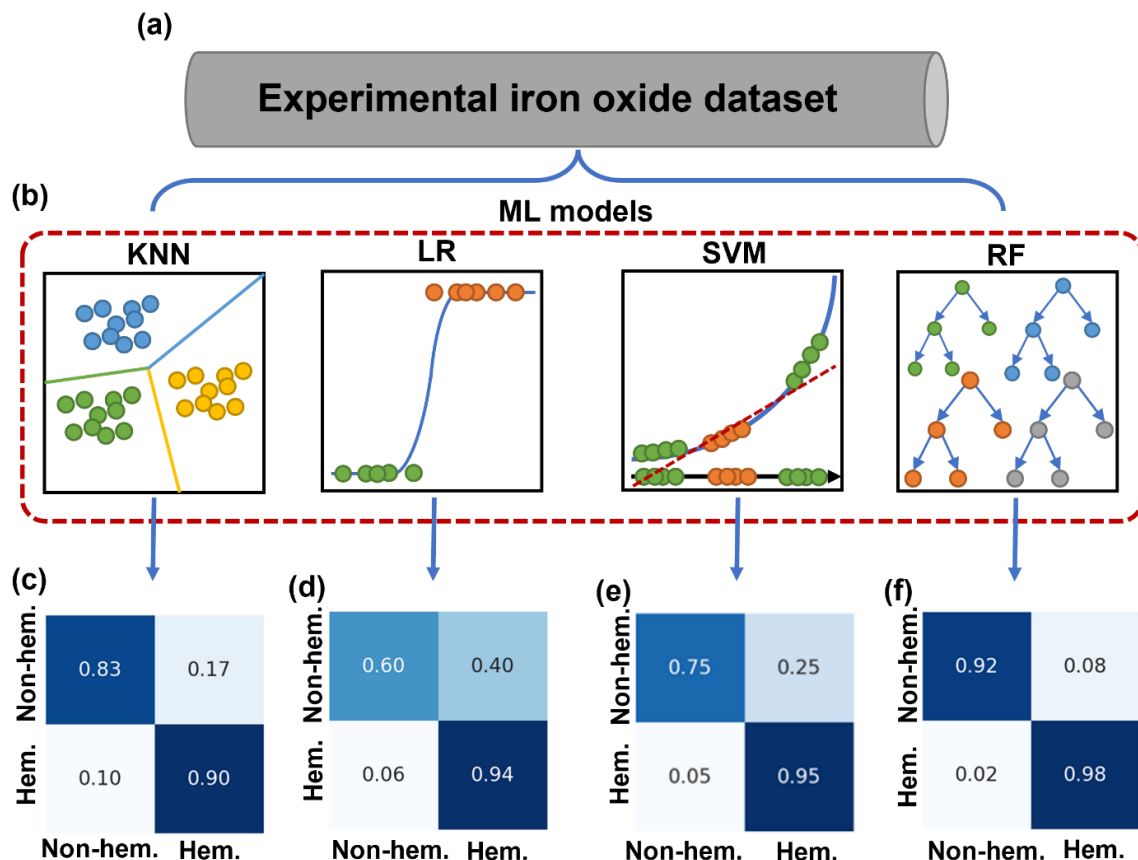 (a)
Experimental iron oxide dataset
(b)
ML models
KNN
LR
SVM
RF
(c)
Non-hem.
Hem.
0.83
0.17
0.10
0.90
Non-hem.
Hem.
(d)
Non-hem.
Hem.
0.60
0.40
0.06
0.94
Non-hem.
Hem.
(e)
Non-hem.
Hem.
0.75
0.25
0.05
0.95
Non-hem.
Hem.
(f)
Non-hem.
Hem.
0.92
0.08
0.02
0.98
Non-hem.
Hem.